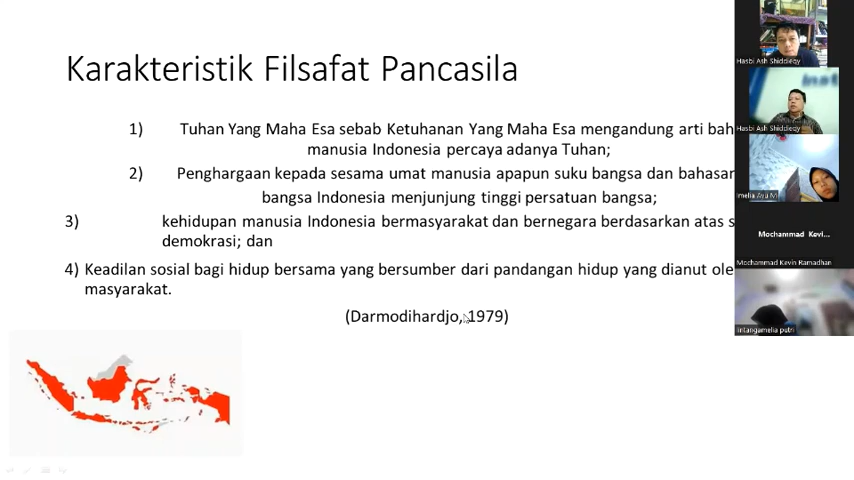 Karakteristik Filsafat Pancasila
1) Tuhan Yang Maha Esa sebab Ketuhanan Yang Maha Esa mengandung arti bah
manusia Indonesia percaya adanya Tuhan;
2) Penghargaan kepada sesama umat manusia apapun suku bangsa dan bahasan
bangsa Indonesia menjunjung tinggi persatuan bangsa;
3) kehidupan manusia Indonesia bermasyarakat dan bernegara berdasarkan atas s
demokrasi; dan
4) Keadilan sosial bagi hidup bersama yang bersumber dari pandangan hidup yang dianut ole
masyarakat.
(Darmodihardjo, 1979)
Hasbi Ash Shiddieqy
Hasbi Ash Shiddieqy
Imelia Ayu M
Mochammad Kevi...
Mochammad Kevin Ramadhan
intangamelia putri